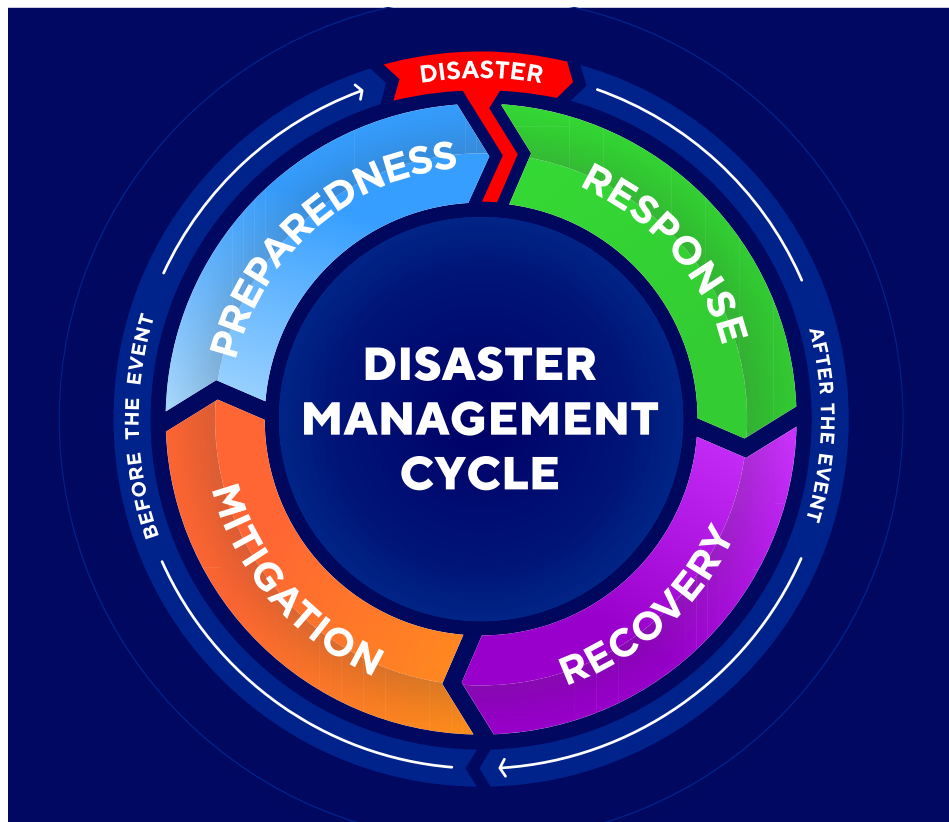 DISASTER
PREPAREDNESS
RESPONSE
BEFORE THE EVENT
AFTER THE EVENT
DISASTER
MANAGEMENT
CYCLE
MITIGATION
RECOVERY